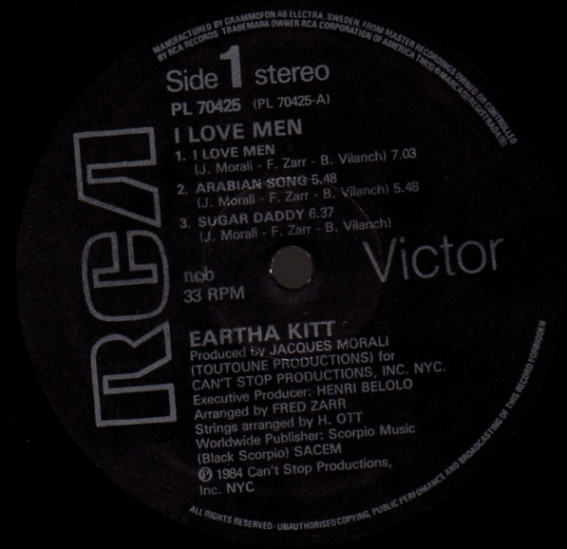 MANUFACTURED BY GRAMMOFON AB ELECTRA, SWEDEN, FROM MASTER RECORDINGS OWNED OR CONTROLLED
BY RCA RECORDS TRADEMARK OWNER RCA CORPORATION OF AMERICA TMK(S) ® MARCA(S) REGISTRADA(S)
Side 1 stereo
PL 70425 (PL 70425-A)
I LOVE MEN
1. I LOVE MEN
(J. Morali - F. Zarr - B. Vilanch) 7.03
2. ARABIAN SONG 5.48
(J. Morali - F. Zarr - B. Vilanch) 5.48
3. SUGAR DADDY 6.37
(J. Morali - F. Zarr - B. Vilanch)
RCA
Victor
ncb
33 RPM
EARTHA KITT
Produced by JACQUES MORALI
(TOUTOUNE PRODUCTIONS) for
CAN'T STOP PRODUCTIONS, INC. NYC.
Executive Producer: HENRI BELOLO
Arranged by FRED ZARR
Strings arranged by H. OTT
Worldwide Publisher: Scorpio Music
(Black Scorpio) SACEM
℗ 1984 Can't Stop Productions,
Inc. NYC
ALL RIGHTS RESERVED · UNAUTHORISED COPYING, PUBLIC PERFOMANCE AND BROADCASTING OF THIS RECORD FORBIDDEN